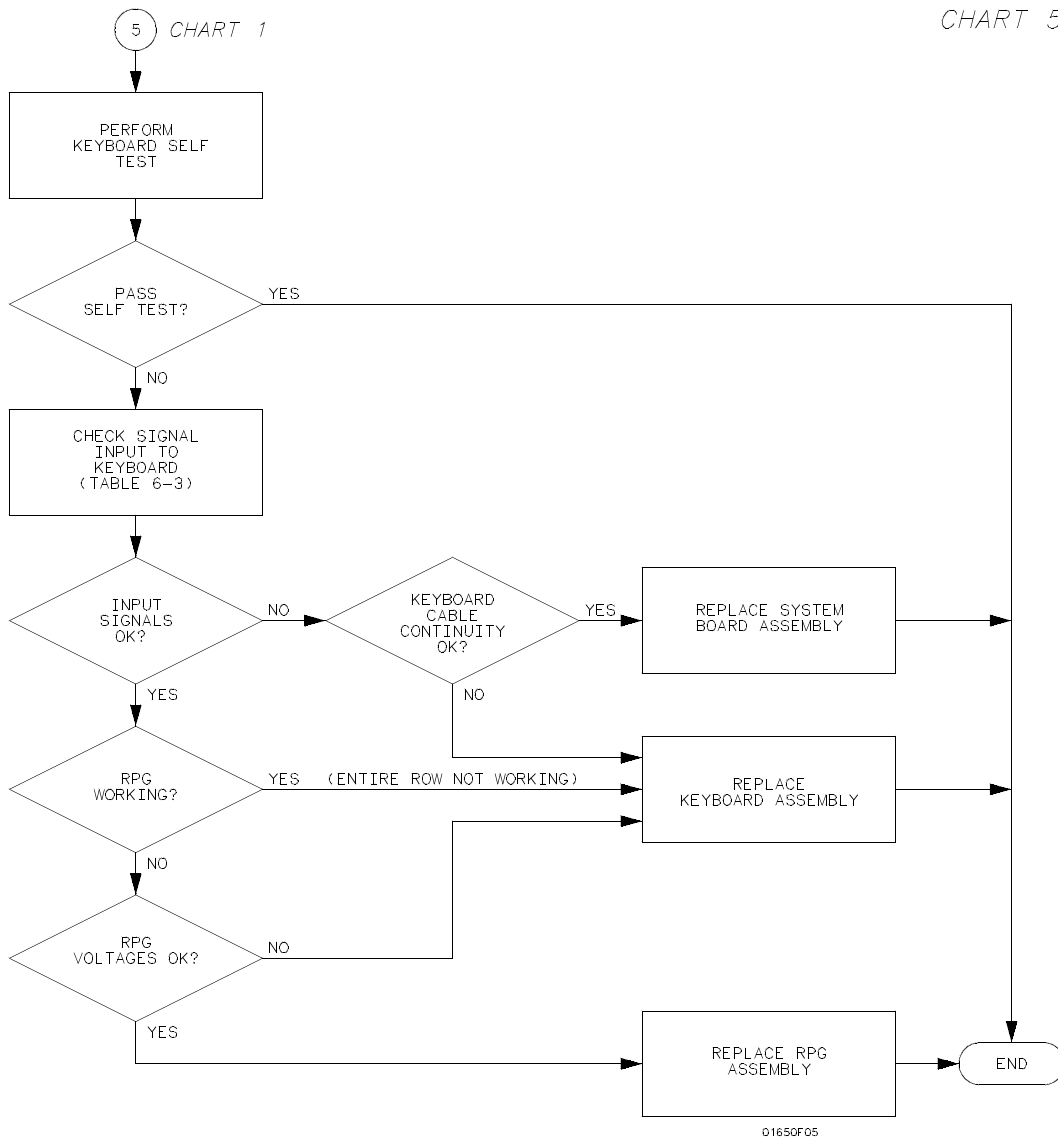 5 CHART 1
CHART 5
PERFORM
KEYBOARD SELF
TEST
PASS
SELF TEST?
YES
NO
CHECK SIGNAL
INPUT TO
KEYBOARD
(TABLE 6-3)
INPUT
SIGNALS
OK?
NO
KEYBOARD
CABLE
CONTINUITY
OK?
YES
REPLACE SYSTEM
BOARD ASSEMBLY
YES
NO
RPG
WORKING?
YES (ENTIRE ROW NOT WORKING)
REPLACE
KEYBOARD ASSEMBLY
NO
RPG
VOLTAGES OK?
NO
YES
REPLACE RPG
ASSEMBLY
END
01650F05